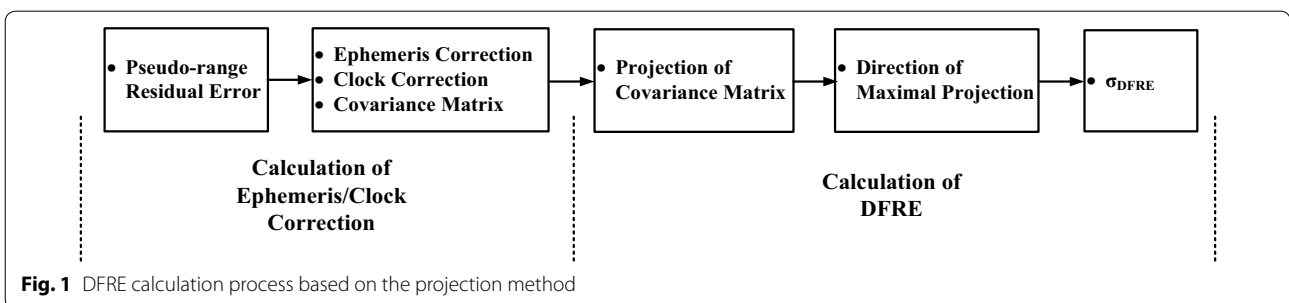 • Pseudo-range
Residual Error
• Ephemeris Correction
• Clock Correction
• Covariance Matrix
• Projection of
Covariance Matrix
• Direction of
Maximal Projection
• σDFRE
Calculation of
Ephemeris/Clock
Correction
Calculation of
DFRE
Fig. 1 DFRE calculation process based on the projection method